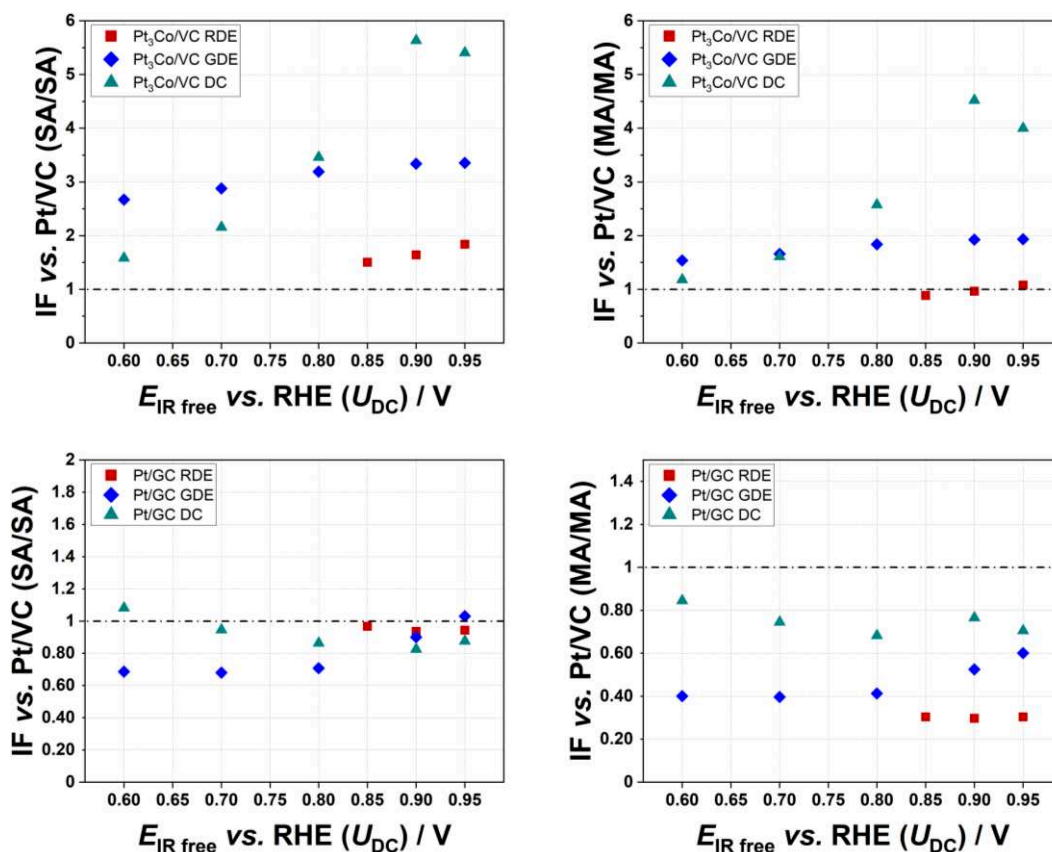 IF vs. Pt/VC (SA/SA)
6
5
4
3
2
1
0
Pt₃Co/VC RDE
Pt₃Co/VC GDE
Pt₃Co/VC DC
0.60 0.65 0.70 0.75 0.80 0.85 0.90 0.95
E_IR free vs. RHE (U_DC) / V
IF vs. Pt/VC (MA/MA)
6
5
4
3
2
1
0
Pt₃Co/VC RDE
Pt₃Co/VC GDE
Pt₃Co/VC DC
0.60 0.65 0.70 0.75 0.80 0.85 0.90 0.95
E_IR free vs. RHE (U_DC) / V
IF vs. Pt/VC (SA/SA)
2
1.8
1.6
1.4
1.2
1
0.80
0.60
0.40
0.20
0
Pt/GC RDE
Pt/GC GDE
Pt/GC DC
0.60 0.65 0.70 0.75 0.80 0.85 0.90 0.95
E_IR free vs. RHE (U_DC) / V
IF vs. Pt/VC (MA/MA)
1.4
1.2
1
0.80
0.60
0.40
0.20
0
Pt/GC RDE
Pt/GC GDE
Pt/GC DC
0.60 0.65 0.70 0.75 0.80 0.85 0.90 0.95
E_IR free vs. RHE (U_DC) / V